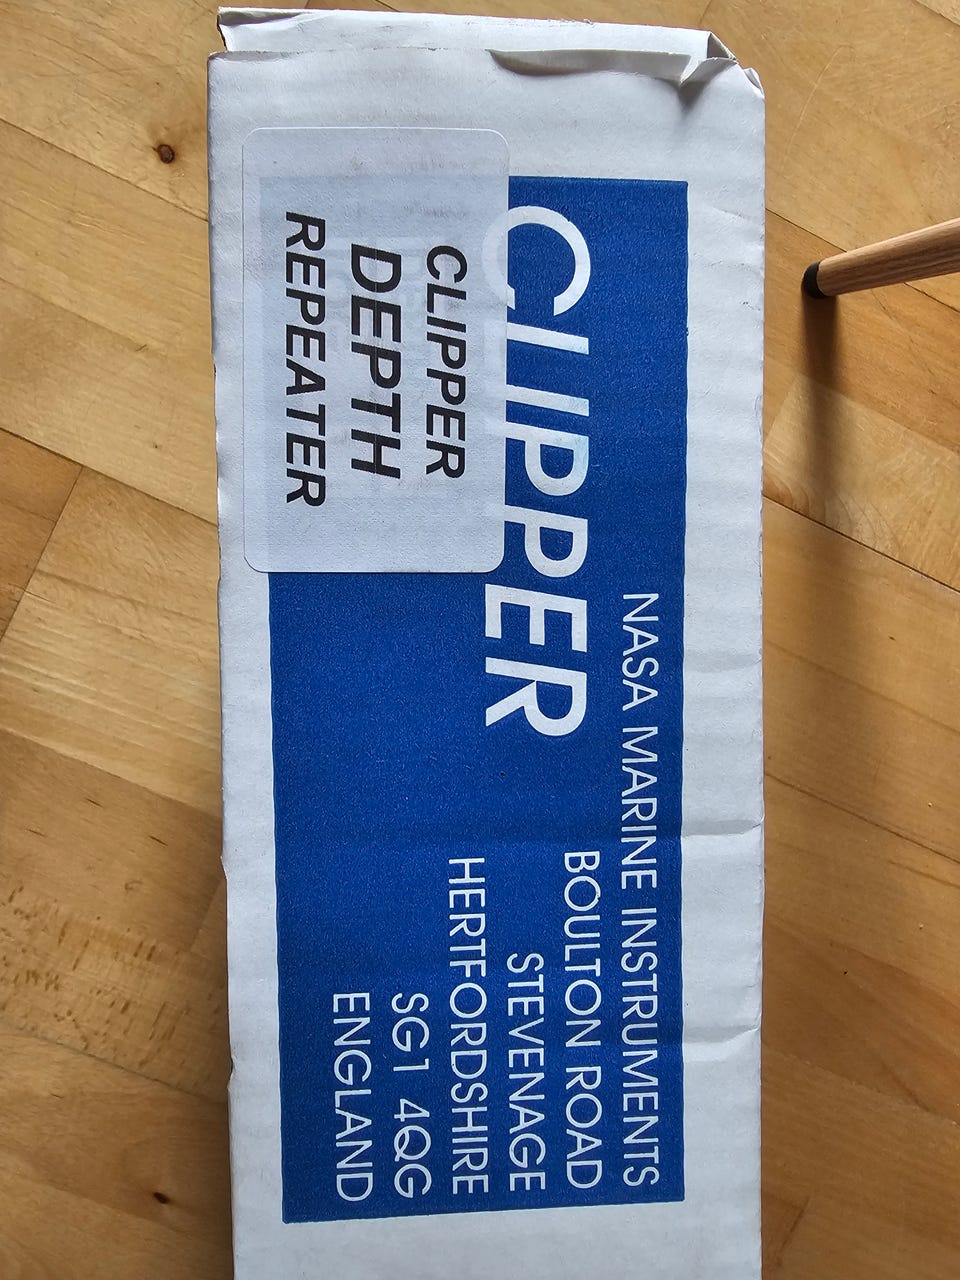 CLIPPER
NASA MARINE INSTRUMENTS
BOULTON ROAD
STEVENAGE
HERTFORDSHIRE
SG1 4QG
ENGLAND
CLIPPER
DEPTH
REPEATER